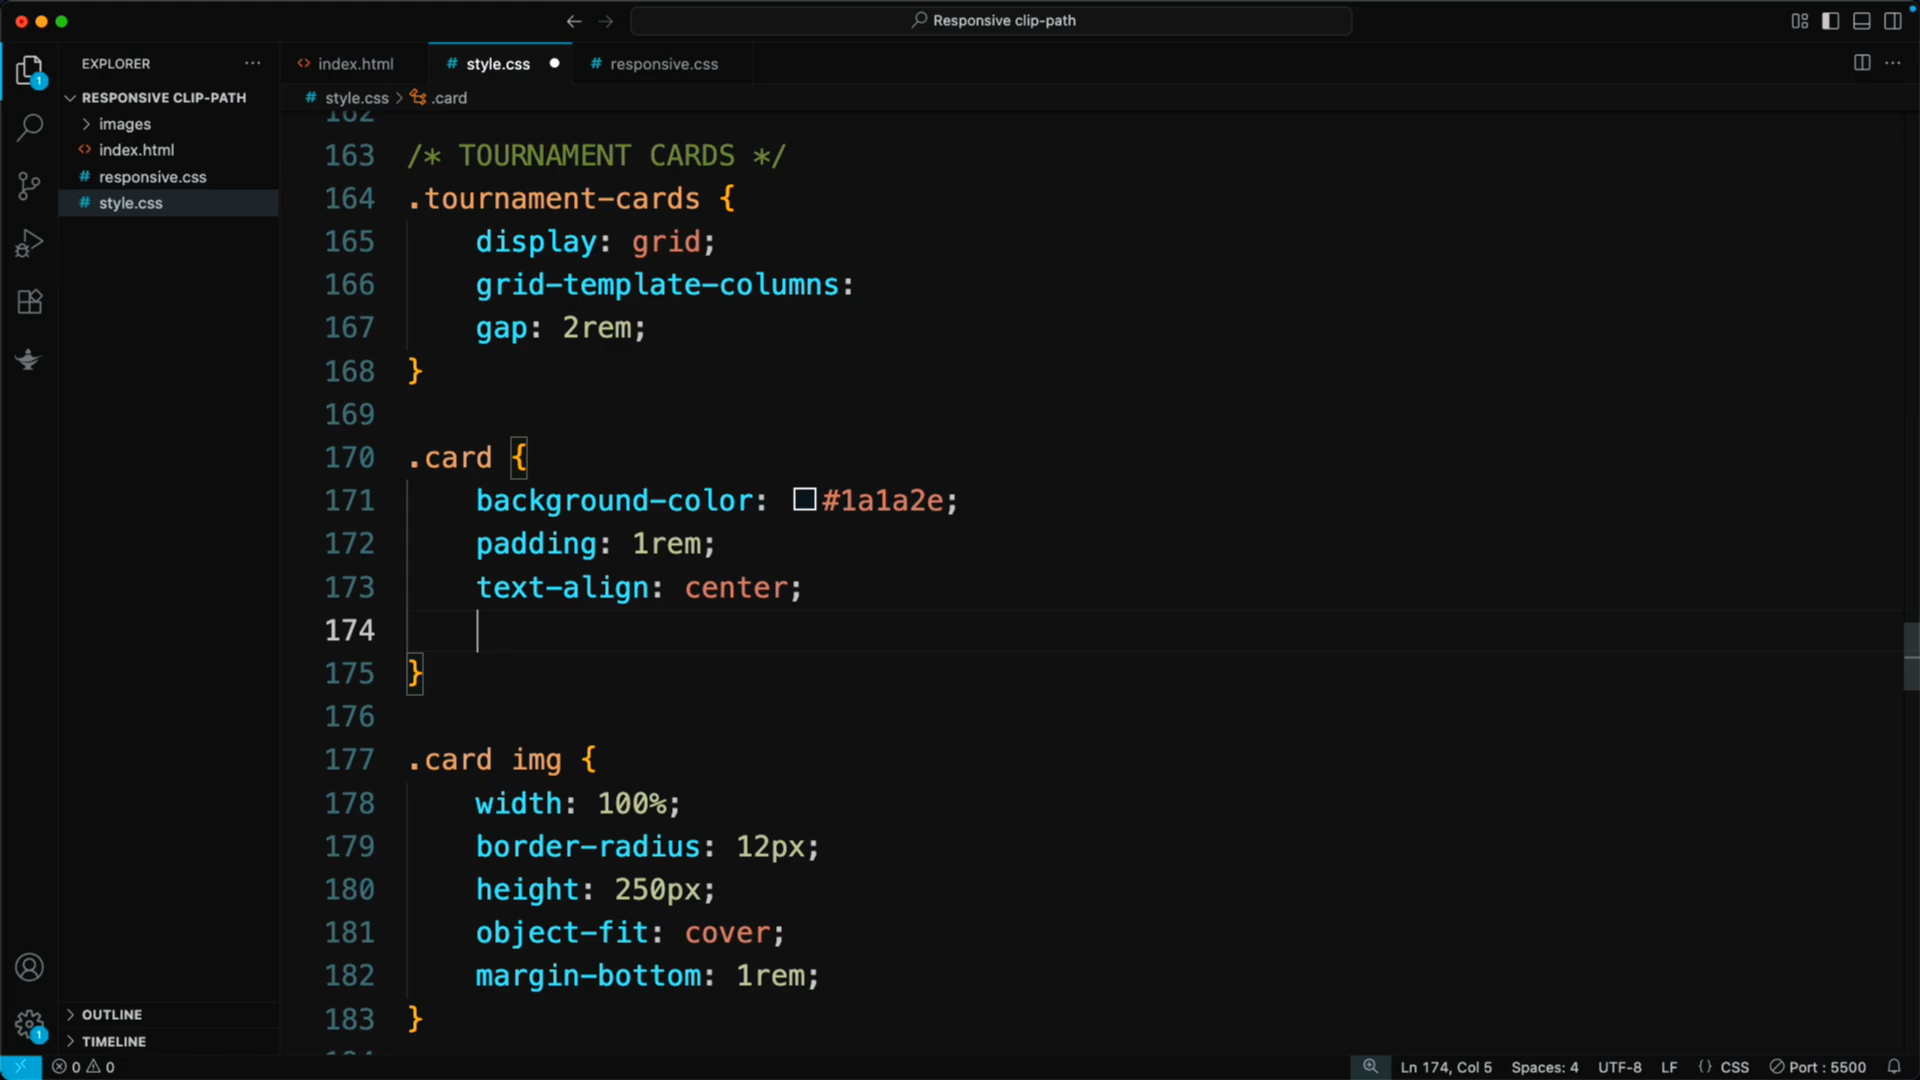 Responsive clip-path
EXPLORER
RESPONSIVE CLIP-PATH
images
index.html
responsive.css
style.css
OUTLINE
TIMELINE
index.html
style.css
responsive.css
style.css > .card
162
163 /* TOURNAMENT CARDS */
164 .tournament-cards {
165 display: grid;
166 grid-template-columns:
167 gap: 2rem;
168 }
169
170 .card {
171 background-color: #1a1a2e;
172 padding: 1rem;
173 text-align: center;
174
175 }
176
177 .card img {
178 width: 100%;
179 border-radius: 12px;
180 height: 250px;
181 object-fit: cover;
182 margin-bottom: 1rem;
183 }
1
1
0 0
Ln 174, Col 5 Spaces: 4 UTF-8 LF {} CSS Port : 5500